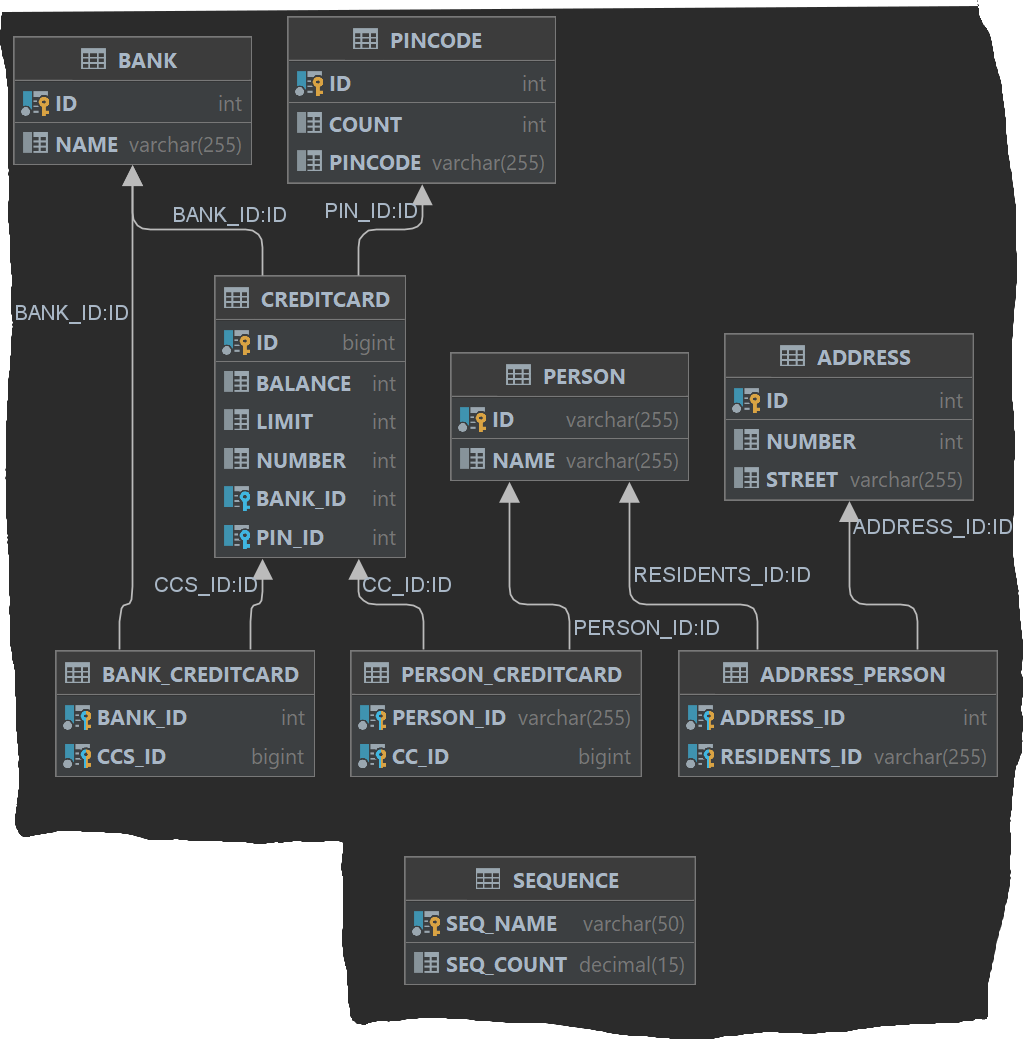 BANK
ID int
NAME varchar(255)
PINCODE
ID int
COUNT int
PINCODE varchar(255)
BANK_ID:ID
PIN_ID:ID
BANK_ID:ID
CREDITCARD
ID bigint
BALANCE int
LIMIT int
NUMBER int
BANK_ID int
PIN_ID int
PERSON
ID varchar(255)
NAME varchar(255)
ADDRESS
ID int
NUMBER int
STREET varchar(255)
ADDRESS_ID:ID
CCS_ID:ID
CC_ID:ID
RESIDENTS_ID:ID
PERSON_ID:ID
BANK_CREDITCARD
BANK_ID int
CCS_ID bigint
PERSON_CREDITCARD
PERSON_ID varchar(255)
CC_ID bigint
ADDRESS_PERSON
ADDRESS_ID int
RESIDENTS_ID varchar(255)
SEQUENCE
SEQ_NAME varchar(50)
SEQ_COUNT decimal(15)